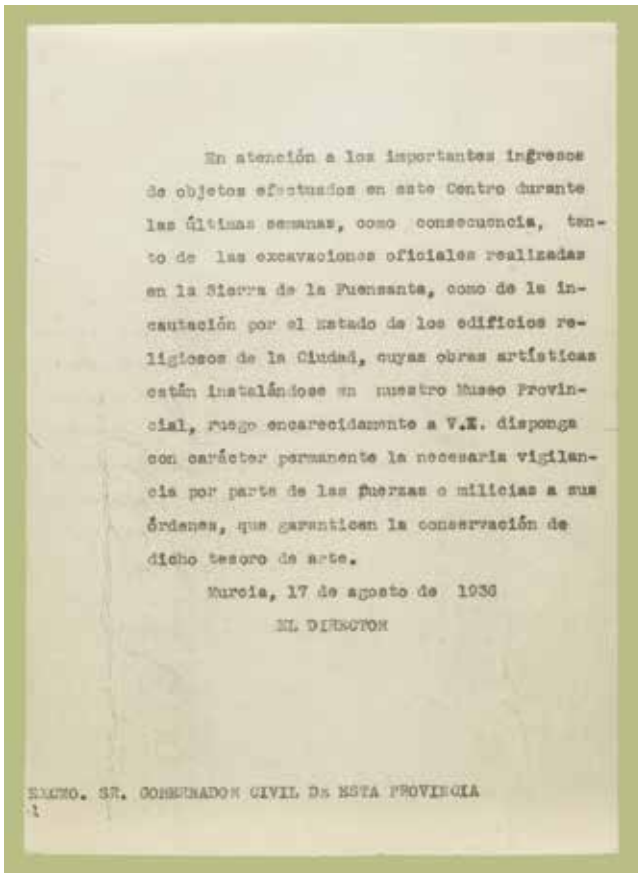 En atención a los importantes ingresos
de objetos efectuados en este Centro durante
las últimas semanas, como consecuencia, tan-
to de las excavaciones oficiales realizadas
en la Sierra de la Fuensanta, como de la in-
cautación por el Estado de los edificios re-
ligiosos de la Ciudad, cuyas obras artísticas
están instalándose en nuestro Museo Provin-
cial, ruego encarecidamente a V.E. disponga
con carácter permanente la necesaria vigilan-
cia por parte de las fuerzas o milicias a sus
órdenes, que garanticen la conservación de
dicho tesoro de arte.
Murcia, 17 de agosto de 1936
EL DIRECTOR
EXCMO. SR. GOBERNADOR CIVIL DE ESTA PROVINCIA